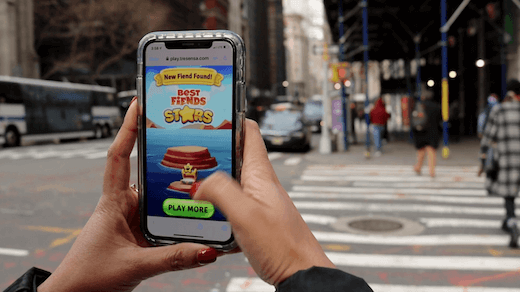 play.tresensa.com
New Fiend Found!
BEST
FIENDS
STARS
PLAY MORE